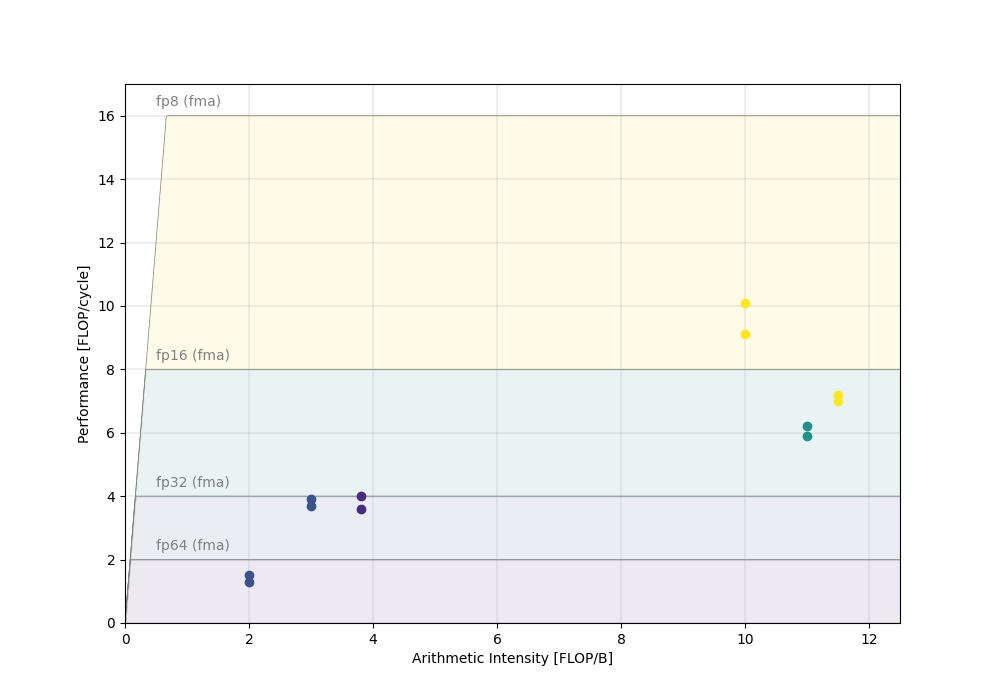 fp8 (fma)
16
14
12
10
fp16 (fma)
8
6
fp32 (fma)
4
fp64 (fma)
2
0
Performance [FLOP/cycle]
0 2 4 6 8 10 12
Arithmetic Intensity [FLOP/B]